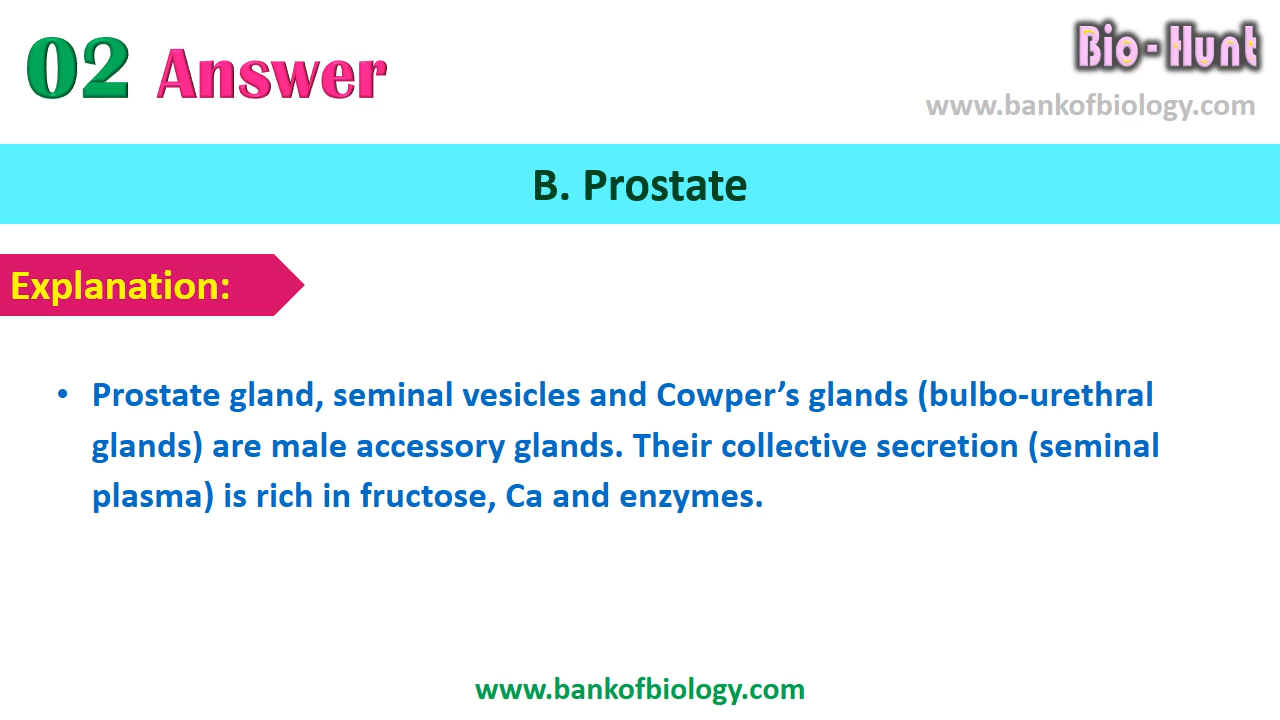 02 Answer
Bio - Hunt
www.bankofbiology.com
B. Prostate
Explanation:
• Prostate gland, seminal vesicles and Cowper’s glands (bulbo-urethral
glands) are male accessory glands. Their collective secretion (seminal
plasma) is rich in fructose, Ca and enzymes.
www.bankofbiology.com